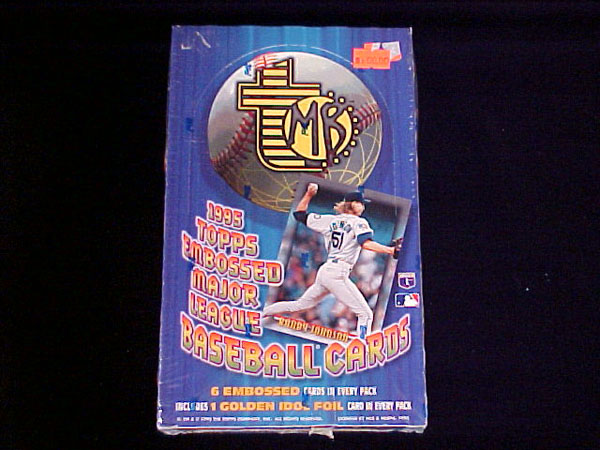 tMK
1995
TOPPS
EMBOSSED
MAJOR
LEAGUE
BASEBALL CARDS
51
RANDY JOHNSON
6 EMBOSSED CARDS IN EVERY PACK
INCLUDES 1 GOLDEN IDOL FOIL CARD IN EVERY PACK